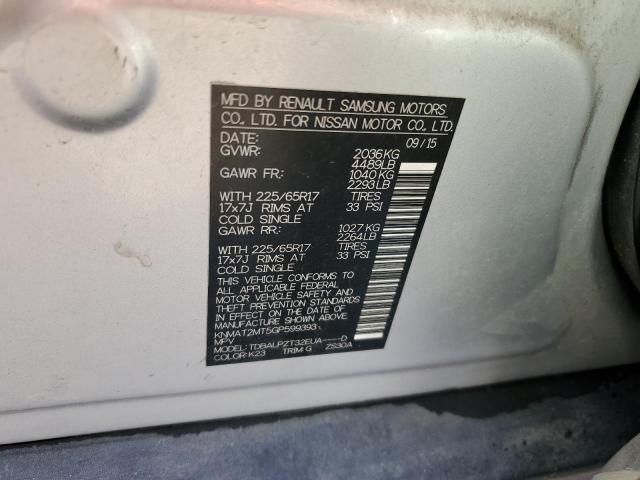 MFD BY RENAULT SAMSUNG MOTORS
CO., LTD. FOR NISSAN MOTOR CO., LTD.
DATE: 09/15
GVWR: 2036KG
4489LB
GAWR FR: 1040KG
2293LB
WITH 225/65R17 TIRES
17x7J RIMS AT 33 PSI
COLD SINGLE
GAWR RR: 1027KG
2264LB
WITH 225/65R17 TIRES
17x7J RIMS AT 33 PSI
COLD SINGLE
THIS VEHICLE CONFORMS TO
ALL APPLICABLE FEDERAL
MOTOR VEHICLE SAFETY AND
THEFT PREVENTION STANDARDS
IN EFFECT ON THE DATE OF
MANUFACTURE SHOWN ABOVE.
KNMAT2MT5GP599393
MPV
MODEL: TDBALPZT32EUA----D
COLOR: K23 TRIM: G ZS30A